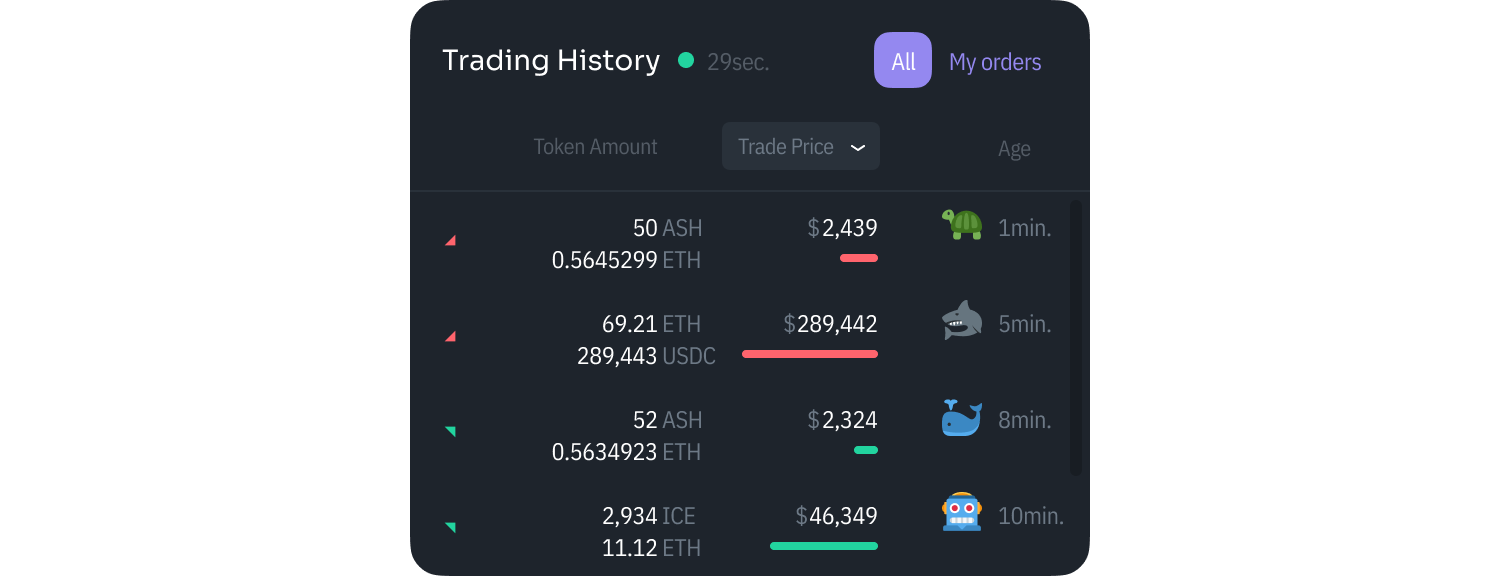 Trading History 29sec. All My orders
Token Amount Trade Price Age
50 ASH $2,439 1min.
0.5645299 ETH
69.21 ETH $289,442 5min.
289,443 USDC
52 ASH $2,324 8min.
0.5634923 ETH
2,934 ICE $46,349 10min.
11.12 ETH